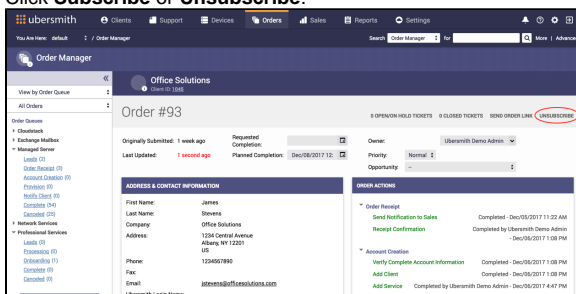 Click Subscribe or Unsubscribe.
ubersmith Clients Support Devices Orders Sales Reports Settings
You Are Here: default / Order Manager Search Order Manager for More | Advance
Order Manager
Office Solutions
Client ID: 1045
View by Order Queue
All Orders
Order #93
0 OPEN/ON HOLD TICKETS 0 CLOSED TICKETS SEND ORDER LINK UNSUBSCRIBE
Order Queues
Cloudstack
Exchange Mailbox
Managed Server
Leads (2)
Order Receipt (3)
Account Creation (0)
Provision (0)
Notify Client (0)
Complete (54)
Canceled (25)
Network Services
Professional Services
Leads (0)
Processing (0)
Onboarding (1)
Complete (0)
Canceled (0)
Originally Submitted: 1 week ago Requested Completion: Owner: Ubersmith Demo Admin
Last Updated: 1 second ago Planned Completion: Dec/08/2017 12: Priority: Normal
Opportunity: --
ADDRESS & CONTACT INFORMATION
First Name: James
Last Name: Stevens
Company: Office Solutions
Address: 1234 Central Avenue
Albany, NY 12201
US
Phone: 1234567890
Fax:
Email: jstevens@officesolutions.com
Ubersmith Login Name
ORDER ACTIONS
Order Receipt
Send Notification to Sales Completed - Dec/05/2017 11:22 AM
Receipt Confirmation Completed by Ubersmith Demo Admin
- Dec/06/2017 1:08 PM
Account Creation
Verify Complete Account Information Completed - Dec/06/2017 1:08 PM
Add Client Completed - Dec/06/2017 1:08 PM
Add Service Completed by Ubersmith Demo Admin - Dec/06/2017 4:47 PM